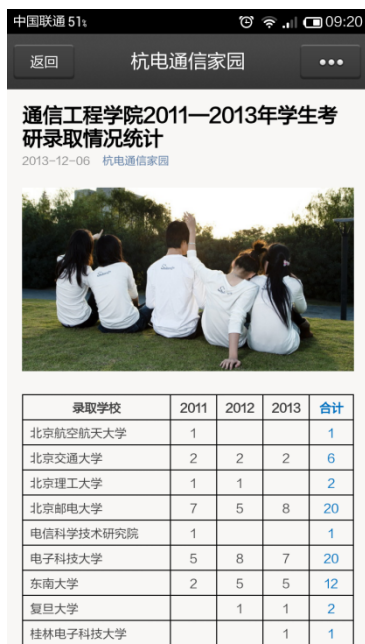 中国联通 51% 09:20
返回 杭电通信家园
通信工程学院2011—2013年学生考
研录取情况统计
2013-12-06 杭电通信家园
录取学校 2011 2012 2013 合计
北京航空航天大学 1 1
北京交通大学 2 2 2 6
北京理工大学 1 1 2
北京邮电大学 7 5 8 20
电信科学技术研究院 1 1
电子科技大学 5 8 7 20
东南大学 2 5 5 12
复旦大学 1 1 2
桂林电子科技大学 1 1